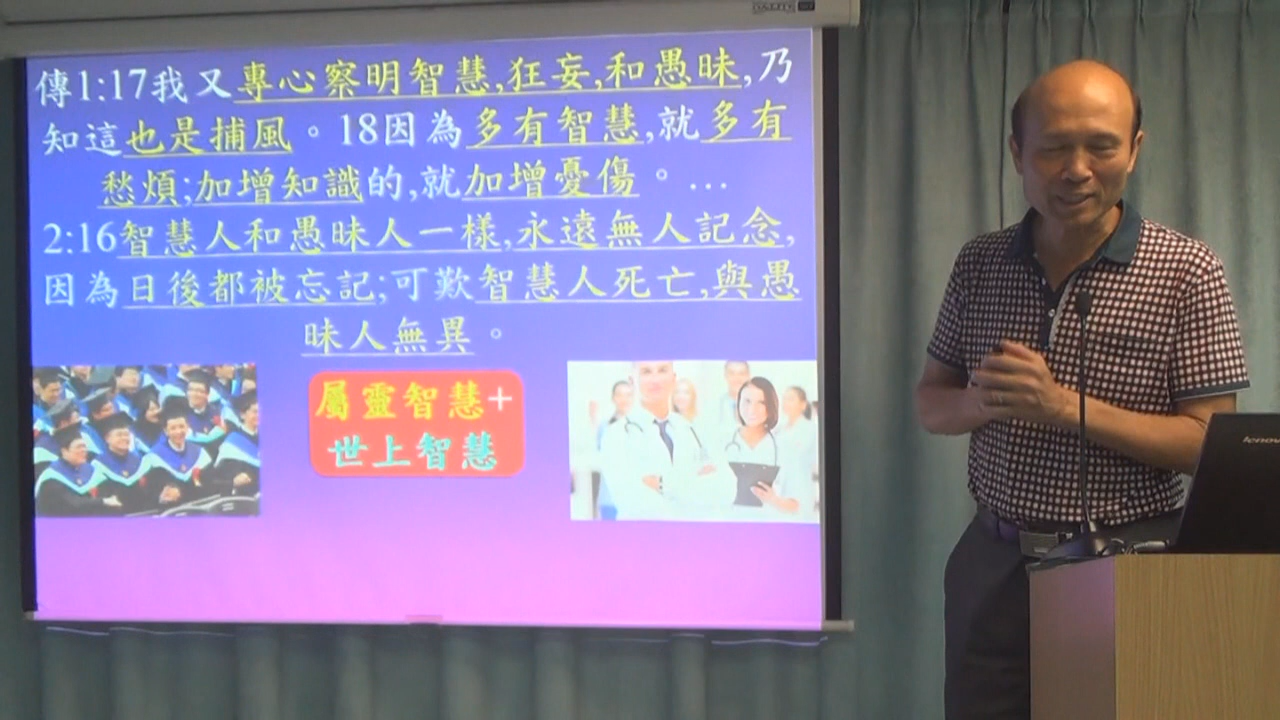 傳1:17我又專心察明智慧,狂妄,和愚昧,乃
知這也是捕風。18因為多有智慧,就多有
愁煩;加增知識的,就加增憂傷。...
2:16智慧人和愚昧人一樣,永遠無人記念,
因為日後都被忘記;可歎智慧人死亡,與愚
昧人無異。
屬靈智慧+
世上智慧
lenovo